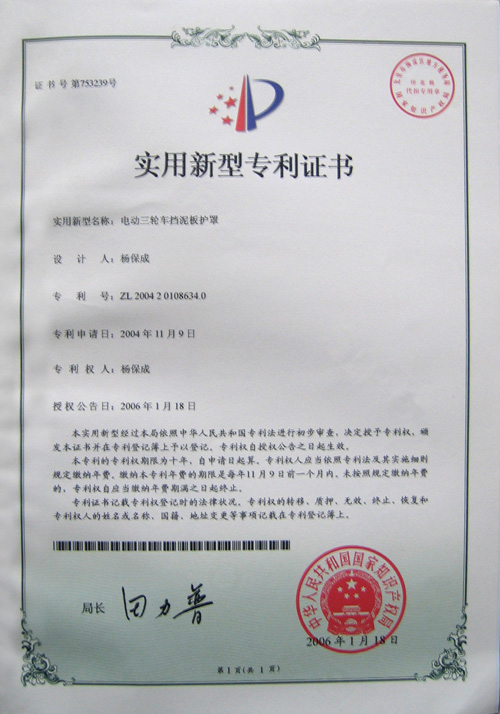 证书号第753239号
实用新型专利证书
实用新型名称：电动三轮车挡泥板护罩
设计人：杨保成
专利号：ZL 2004 2 0108634.0
专利申请日：2004年11月9日
专利权人：杨保成
授权公告日：2006年1月18日
本实用新型经过本局依照中华人民共和国专利法进行初步审查，决定授予专利权，颁
发本证书并在专利登记簿上予以登记。专利权自授权公告之日起生效。
本专利的专利权期限为十年，自申请日起算。专利权人应当依照专利法及其实施细则
规定缴纳年费。缴纳本专利年费的期限是每年11月9日前一个月内。未按照规定缴纳年费
的，专利权自应当缴纳年费期满之日起终止。
专利证书记载专利权登记时的法律状况。专利权的转移、质押、无效、终止、恢复和
专利权人的姓名或名称、国籍、地址变更等事项记载在专利登记簿上。
局长 田力普
中华人民共和国国家知识产权局
2006年1月18日
第1页(共1页)